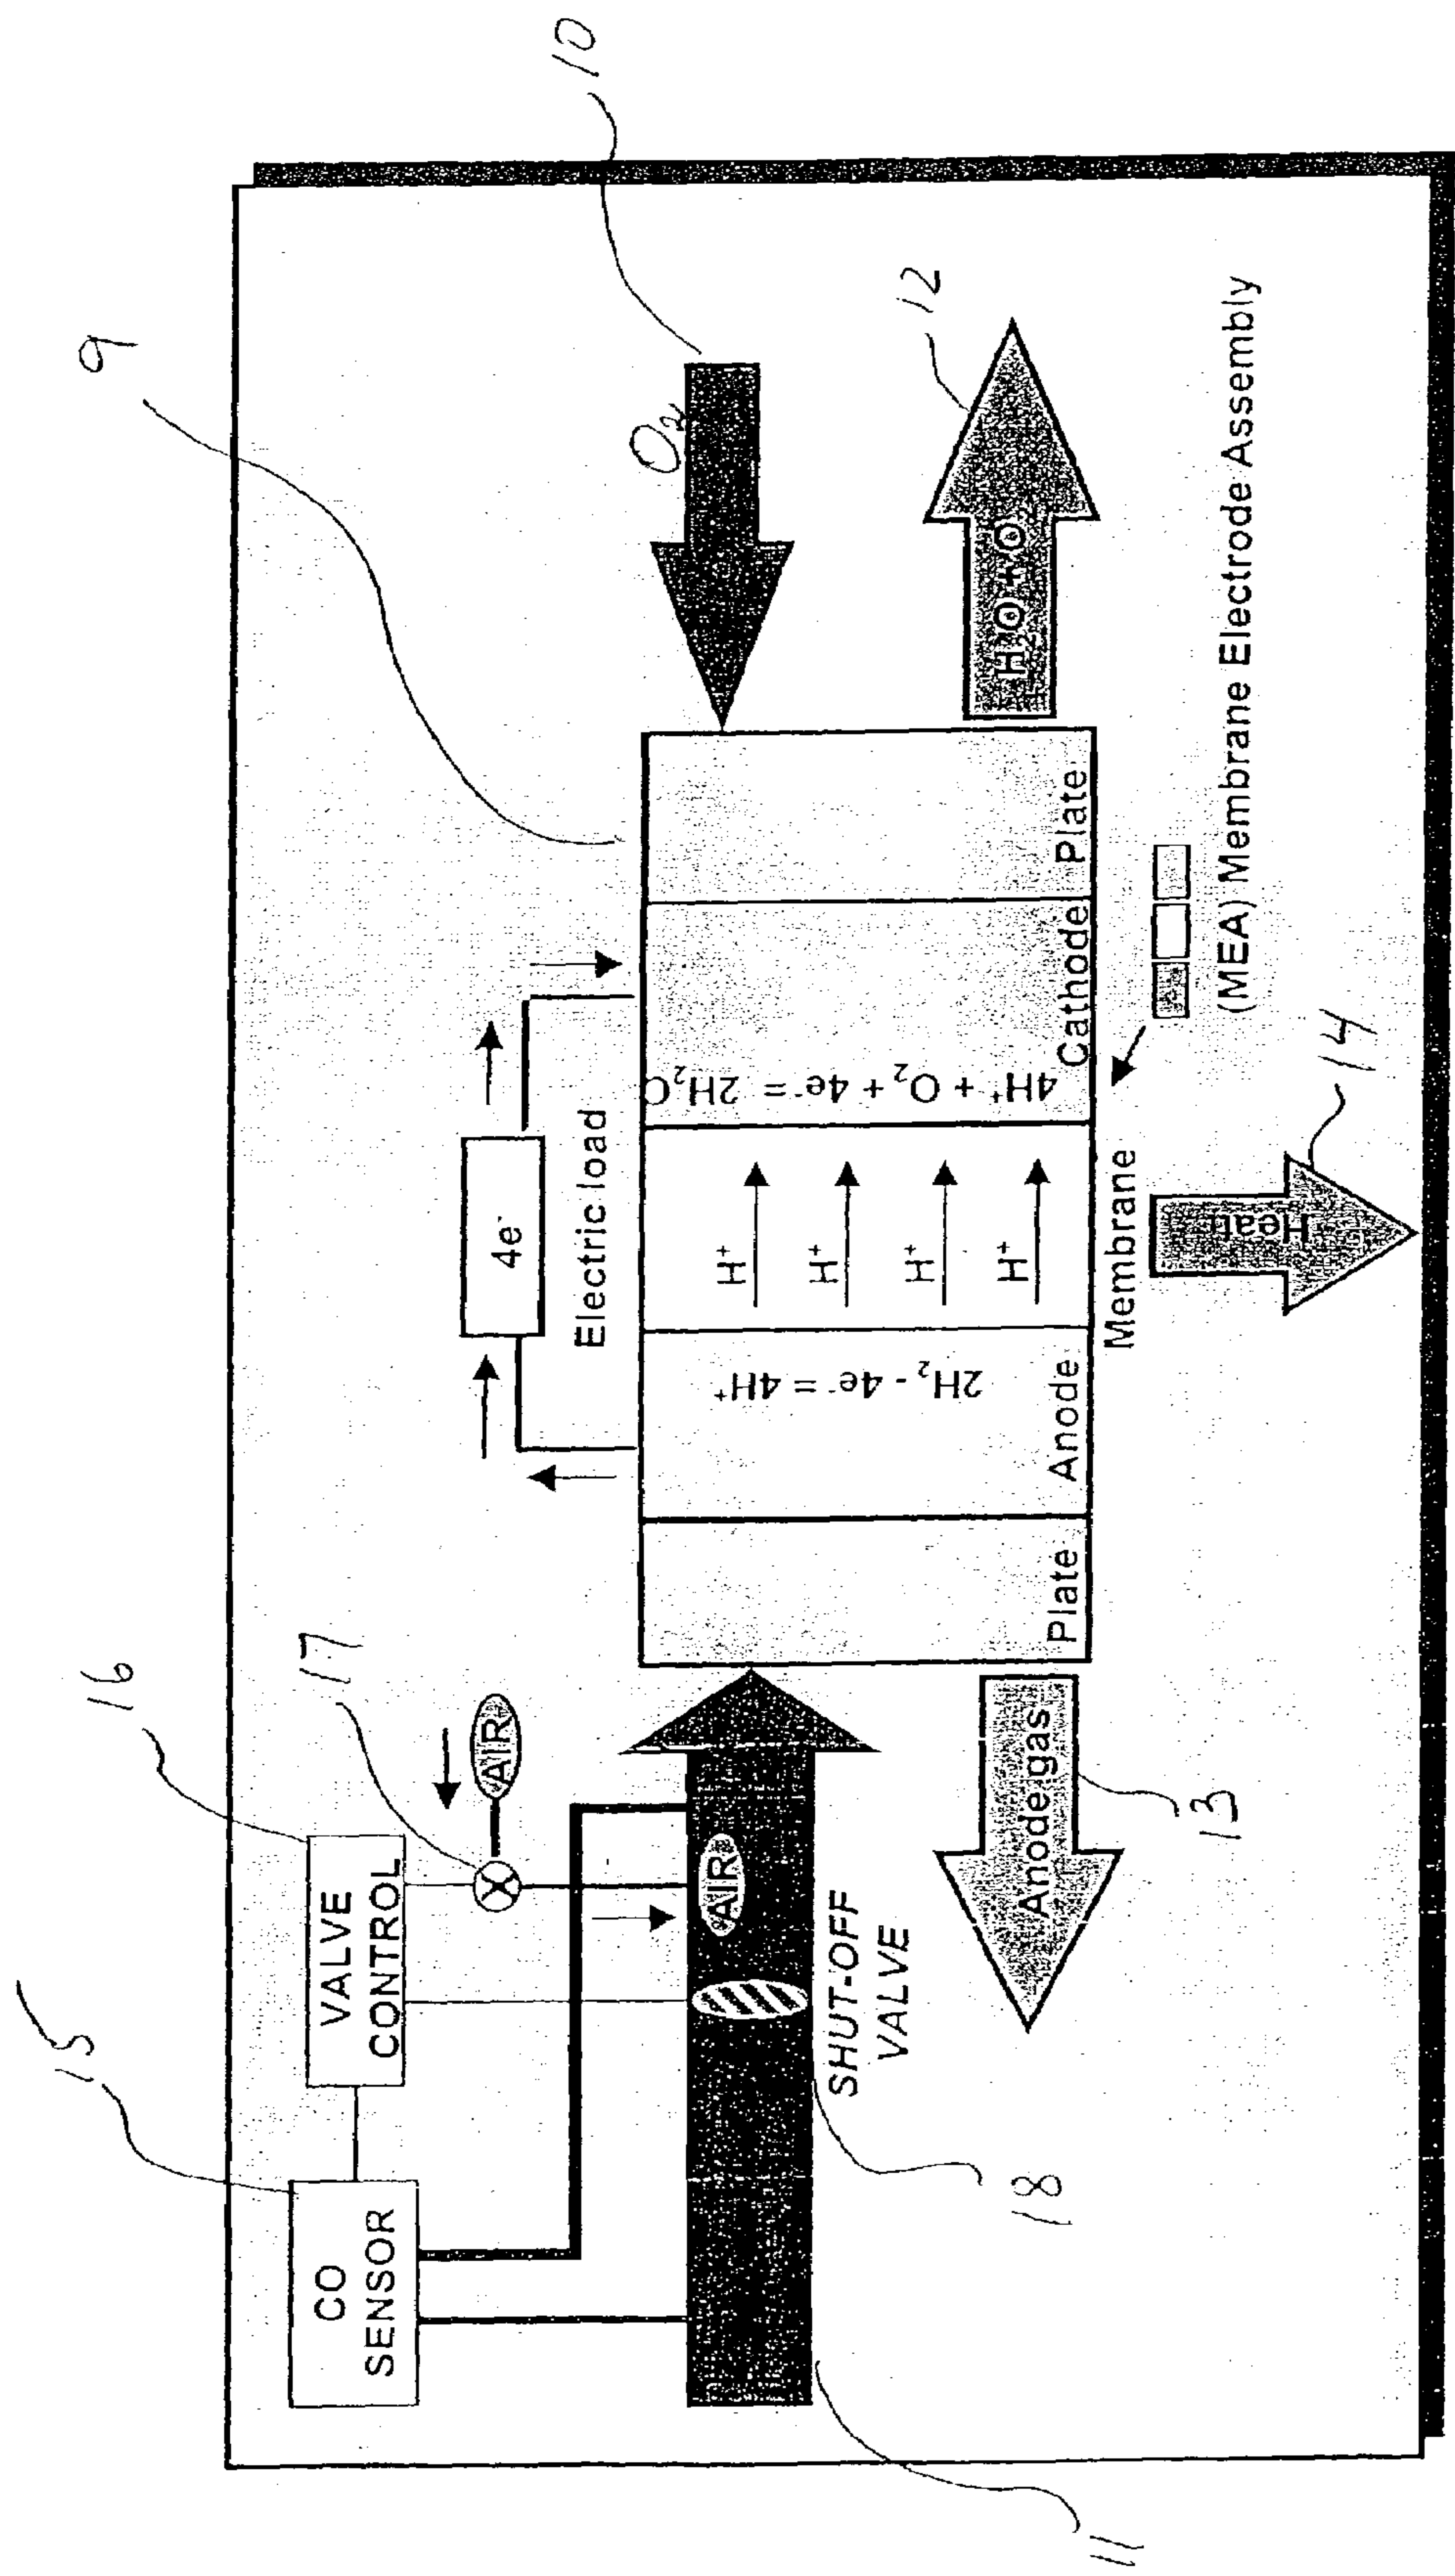 15
16
17
9
10
CO
SENSOR
VALVE
CONTROL
AIR
4e⁻
Electric load
O₂
AIR
SHUT-OFF
VALVE
2H₂ - 4e⁻ = 4H⁺
H⁺
H⁺
H⁺
H⁺
4H⁺ + O₂ + 4e⁻ = 2H₂O
Plate
Anode
Membrane
Cathode
Plate
Anode gas
H₂O + O₂
12
11
18
13
Heat
14
(MEA) Membrane Electrode Assembly